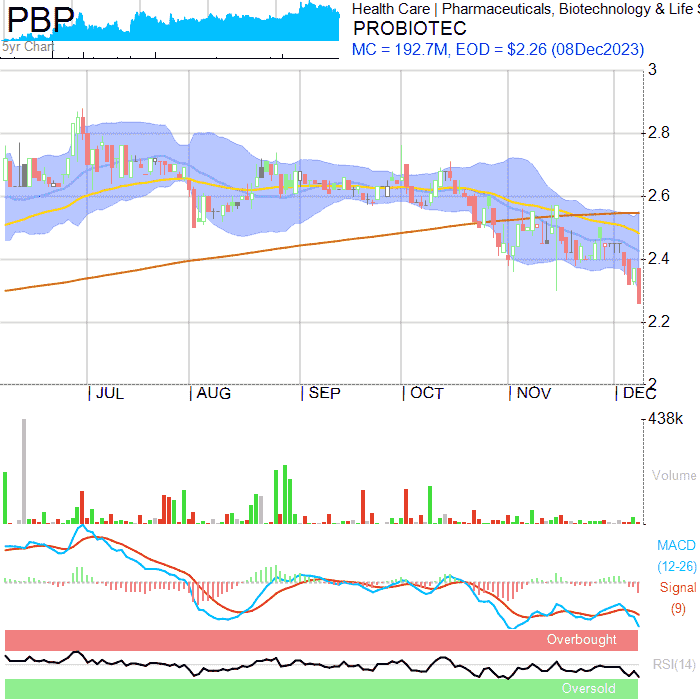 PBP
5yr Chart
Health Care | Pharmaceuticals, Biotechnology & Life S
PROBIOTEC
MC = 192.7M, EOD = $2.26 (08Dec2023)
3
2.8
2.6
2.4
2.2
2
JUL AUG SEP OCT NOV DEC
438k
Volume
MACD
(12-26)
Signal
(9)
Overbought
RSI(14)
Oversold